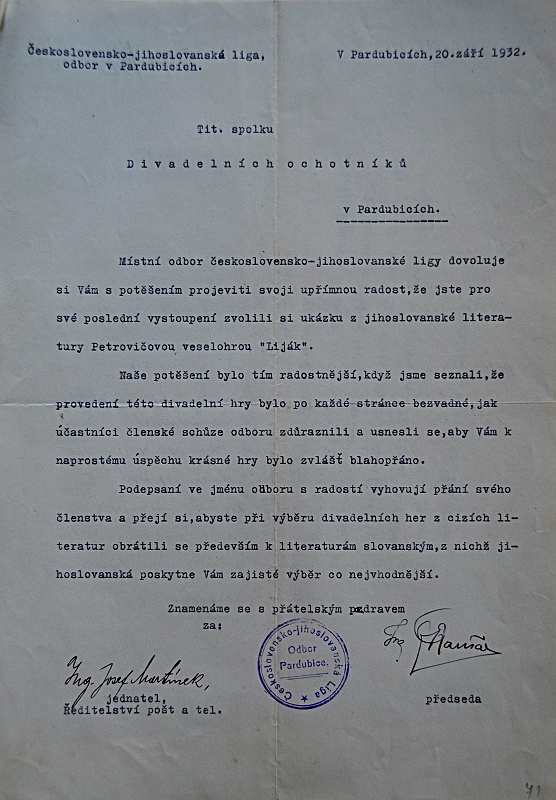 Československo-jihoslovanská liga,
odbor v Pardubicích.
V Pardubicích,20.září 1932.
Tit. spolku
Divadelních ochotníků
v Pardubicích.
Místní odbor československo-jihoslovanské ligy dovoluje
si Vám s potěšením projeviti svoji upřímnou radost,že jste pro
své poslední vystoupení zvolili si ukázku z jihoslovanské litera-
tury Petrovičovou veselohrou "Liják".
Naše potěšení bylo tím radostnější,když jsme seznali,že
provedení této divadelní hry bylo po každé stránce bezvadné,jak
účastníci členské schůze odboru zdůraznili a usnesli se,aby Vám k
naprostému úspěchu krásné hry bylo zvlášť blahopřáno.
Podepsaní ve jménu odboru s radostí vyhovují přání svého
členstva a přejí si,abyste při výběru divadelních her z cizích li-
teratur obrátili se především k literaturám slovanským,z nichž ji-
hoslovanská poskytne Vám zajisté výběr co nejvhodnější.
Znamenáme se s přátelským pozdravem
za:
Československo-jihoslovanská Liga ★
Odbor
Pardubice.
Ing. Josef Martínek,
jednatel,
Ředitelství pošt a tel.
Ing
předseda
71